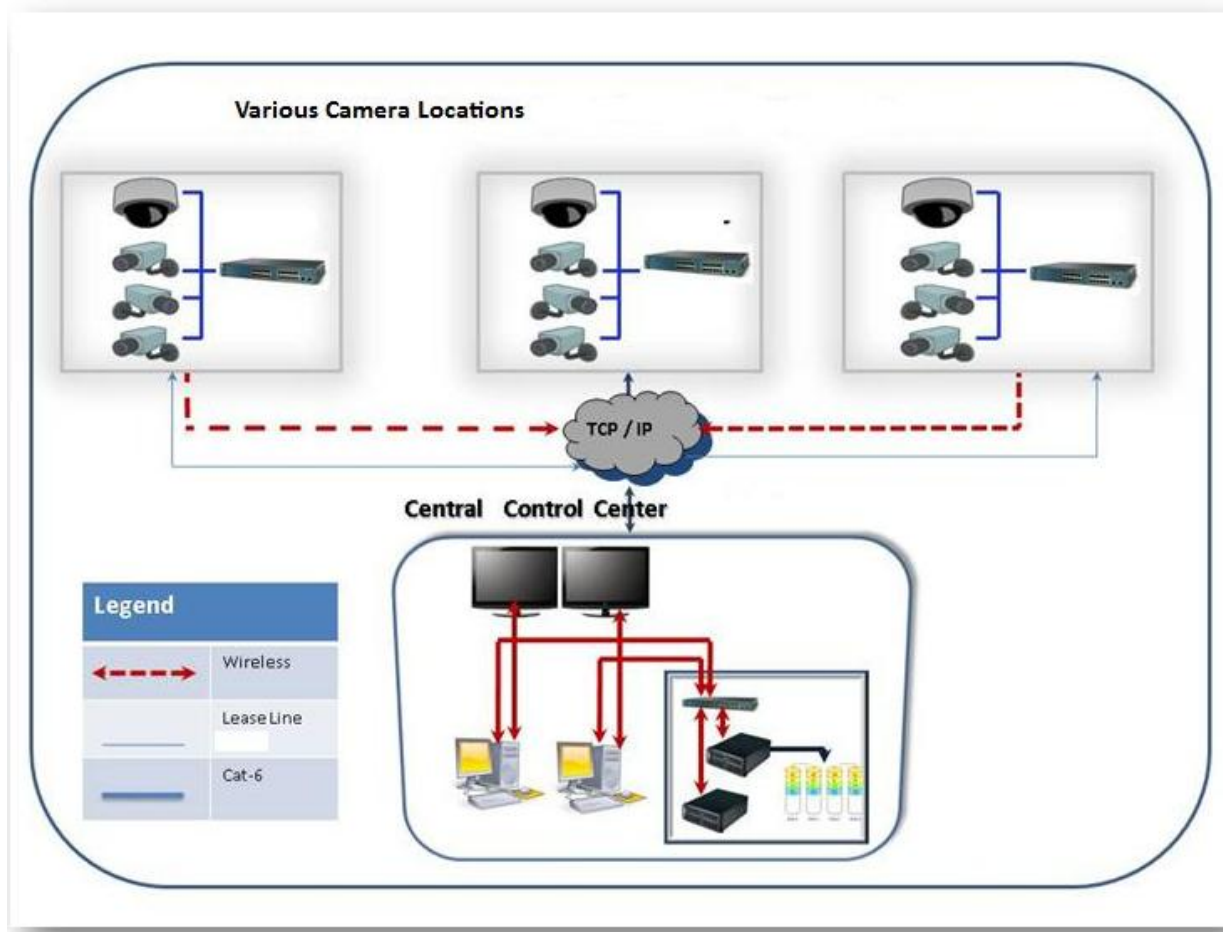 Various Camera Locations
TCP / IP
Central Control Center
Legend
Wireless
Lease Line
Cat-6